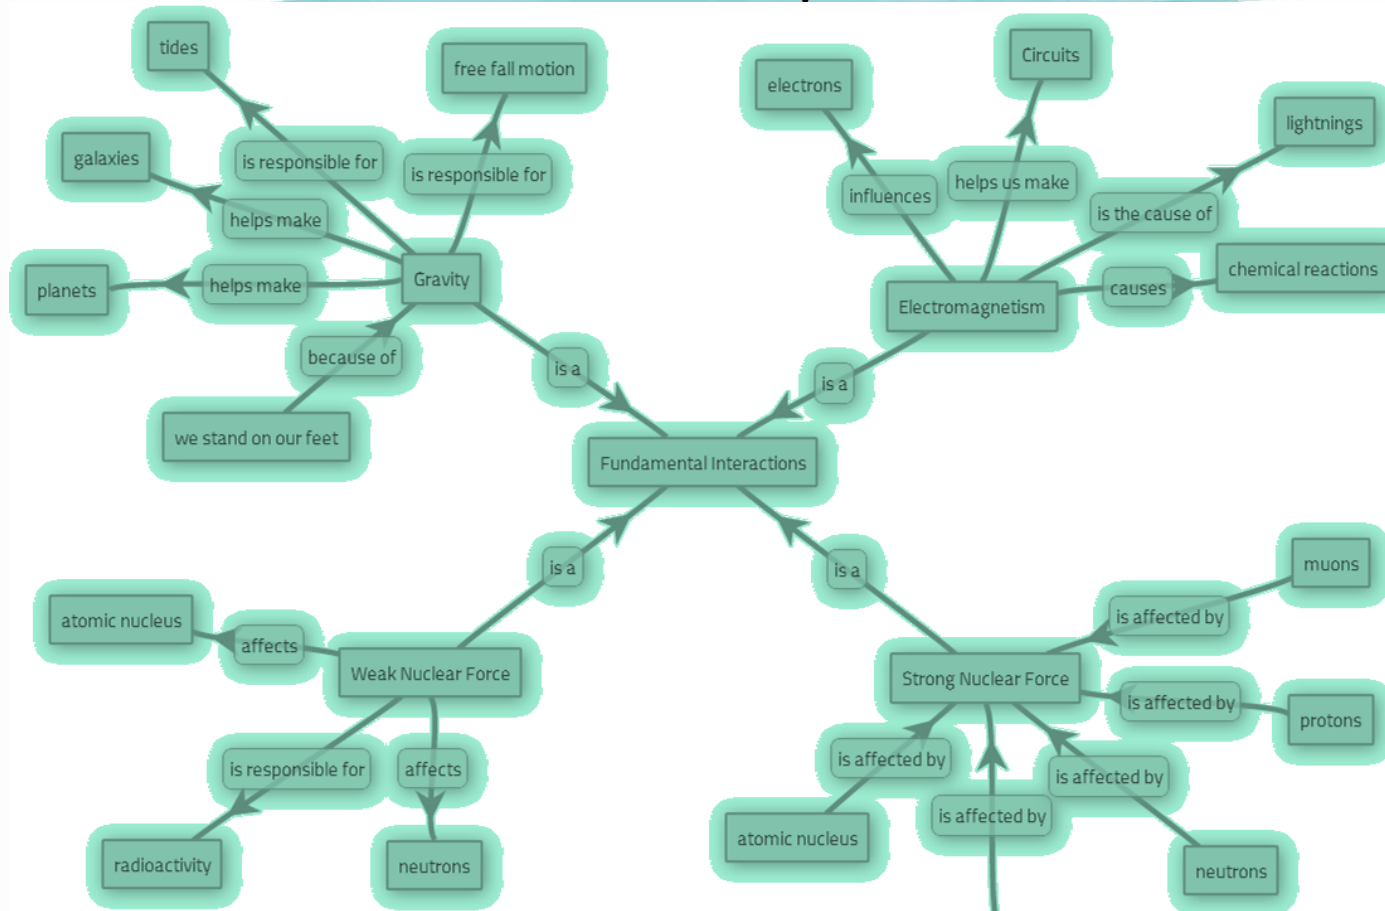 tides
free fall motion
galaxies
is responsible for
is responsible for
helps make
planets
helps make
Gravity
because of
we stand on our feet
is a
electrons
Circuits
lightnings
influences
helps us make
is the cause of
chemical reactions
causes
Electromagnetism
is a
Fundamental Interactions
is a
atomic nucleus
affects
Weak Nuclear Force
is responsible for
affects
radioactivity
neutrons
is a
muons
is affected by
Strong Nuclear Force
is affected by
protons
is affected by
is affected by
is affected by
atomic nucleus
neutrons